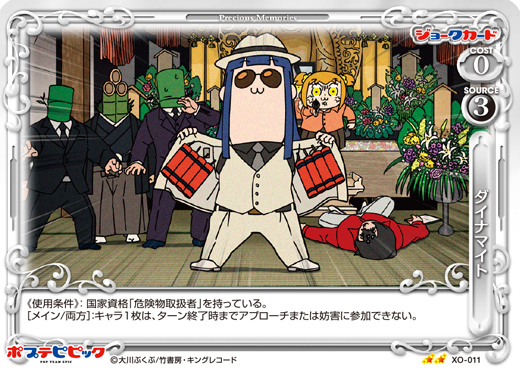 Precious Memories
ジョークカード
COST
0
SOURCE
3
ダイナマイト
《使用条件》：国家資格「危険物取扱者」を持っている。
[メイン/両方]：キャラ1枚は、ターン終了時までアプローチまたは妨害に参加できない。
ポプテピピック
POP TEAM EPIC
©大川ぶくぶ/竹書房・キングレコード
XO-011